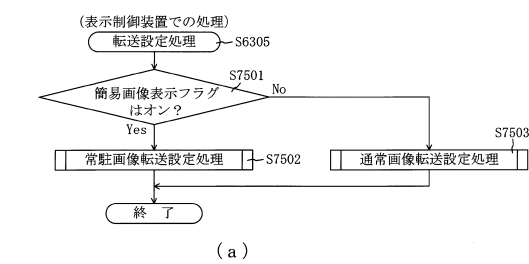 (表示制御装置での処理)
転送設定処理
S6305
S7501
簡易画像表示フラグ
はオン？
No
Yes
S7503
常駐画像転送設定処理
S7502
通常画像転送設定処理
終 了
(a)